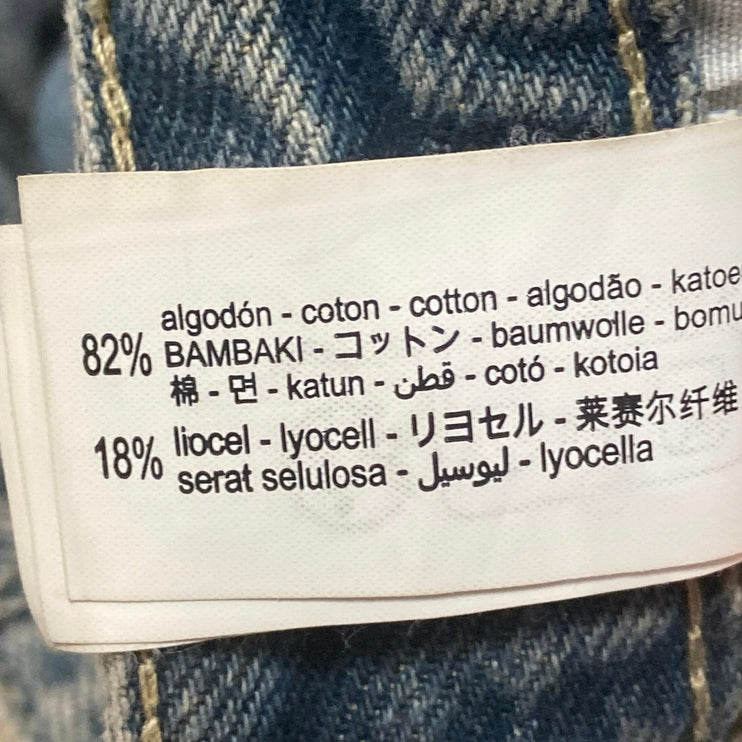 algodón - coton - cotton - algodão - katoe
82% BAMBAKI - コットン - baumwolle - bomu
棉 - 면 - katun - قطن - cotó - kotoia
18% liocel - lyocell - リヨセル - 莱赛尔纤维
serat selulosa - ليوسيل - lyocella